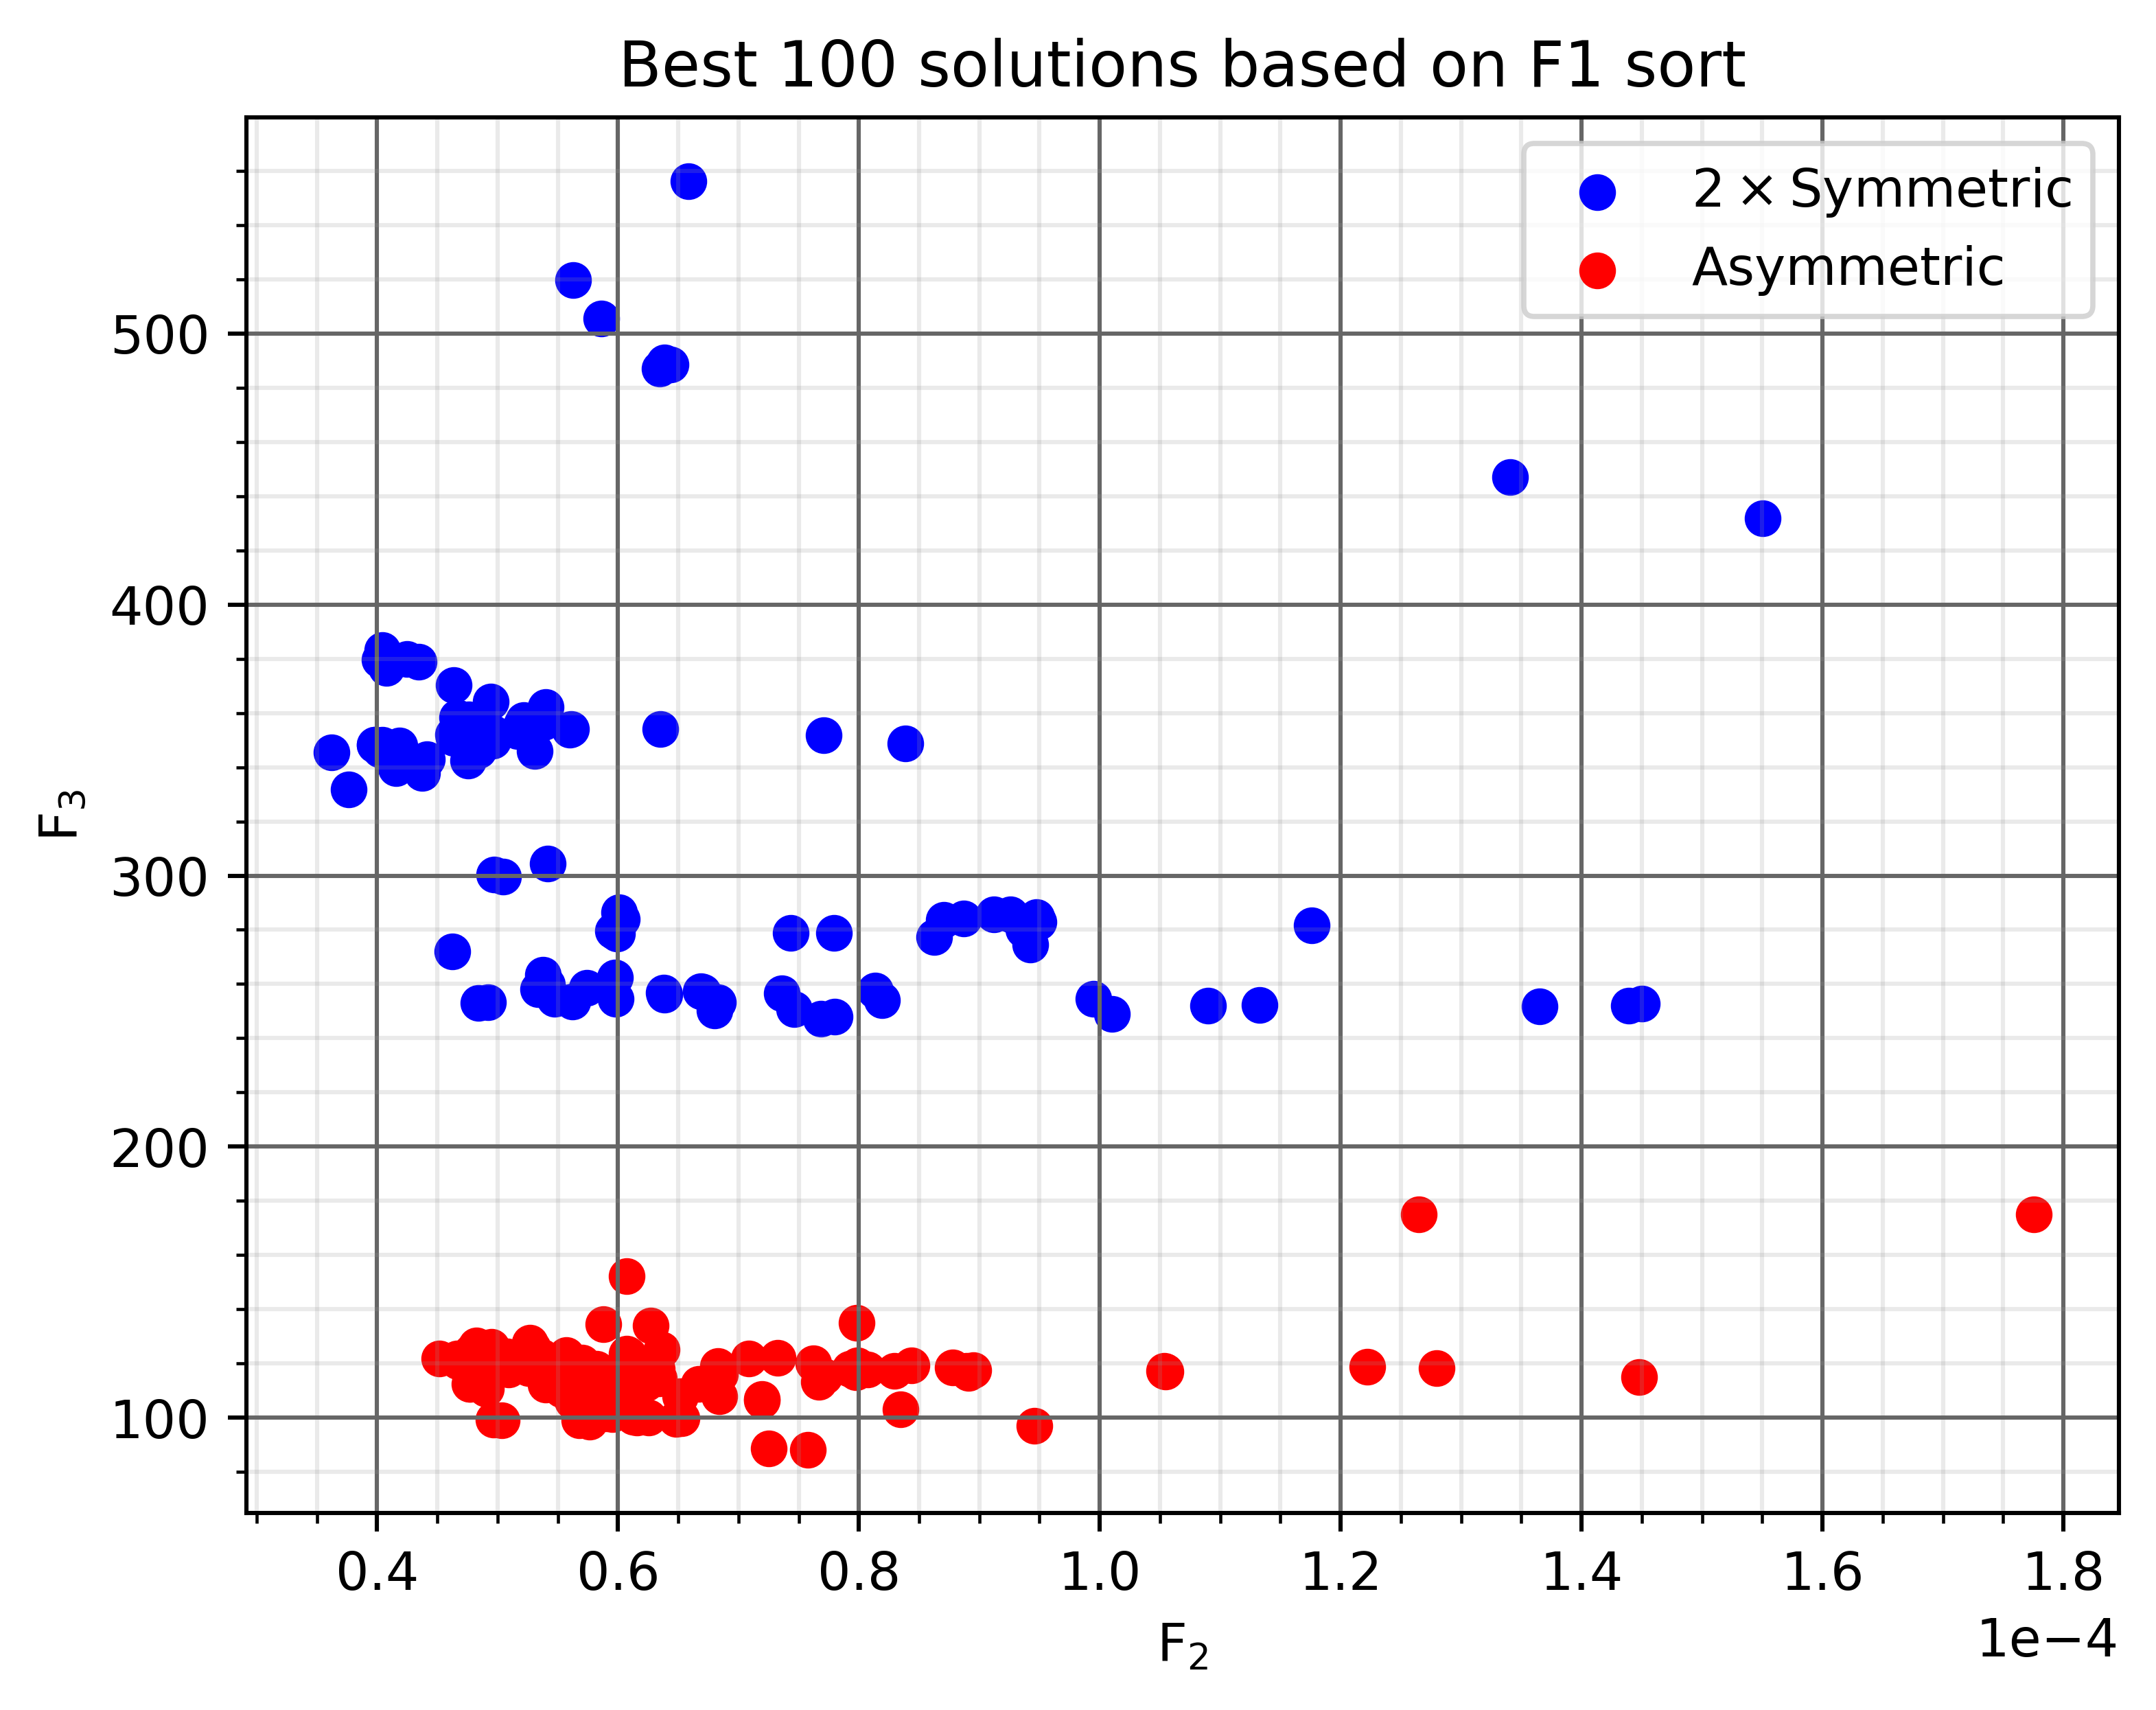 Best 100 solutions based on F1 sort
2 × Symmetric
Asymmetric
500
400
300
200
100
F₃
0.4 0.6 0.8 1.0 1.2 1.4 1.6 1.8
1e−4
F₂